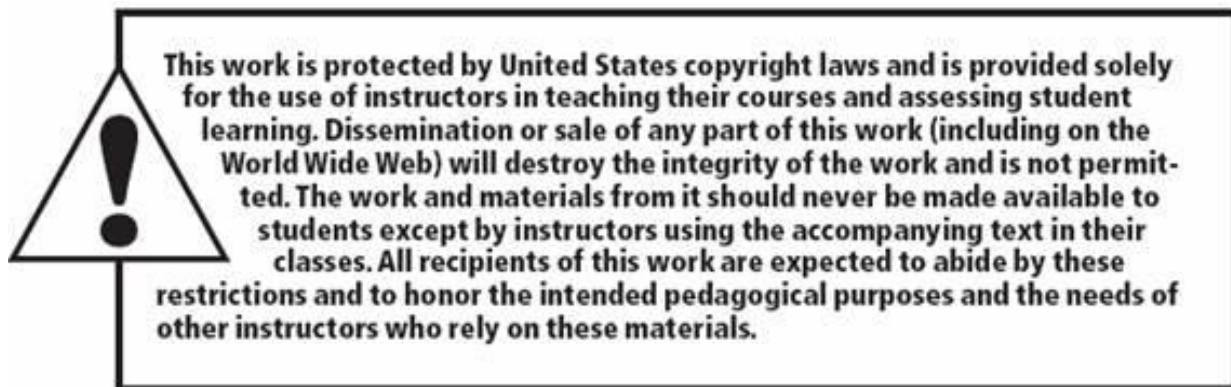 This work is protected by United States copyright laws and is provided solely
for the use of instructors in teaching their courses and assessing student
learning. Dissemination or sale of any part of this work (including on the
World Wide Web) will destroy the integrity of the work and is not permit-
ted. The work and materials from it should never be made available to
students except by instructors using the accompanying text in their
classes. All recipients of this work are expected to abide by these
restrictions and to honor the intended pedagogical purposes and the needs of
other instructors who rely on these materials.